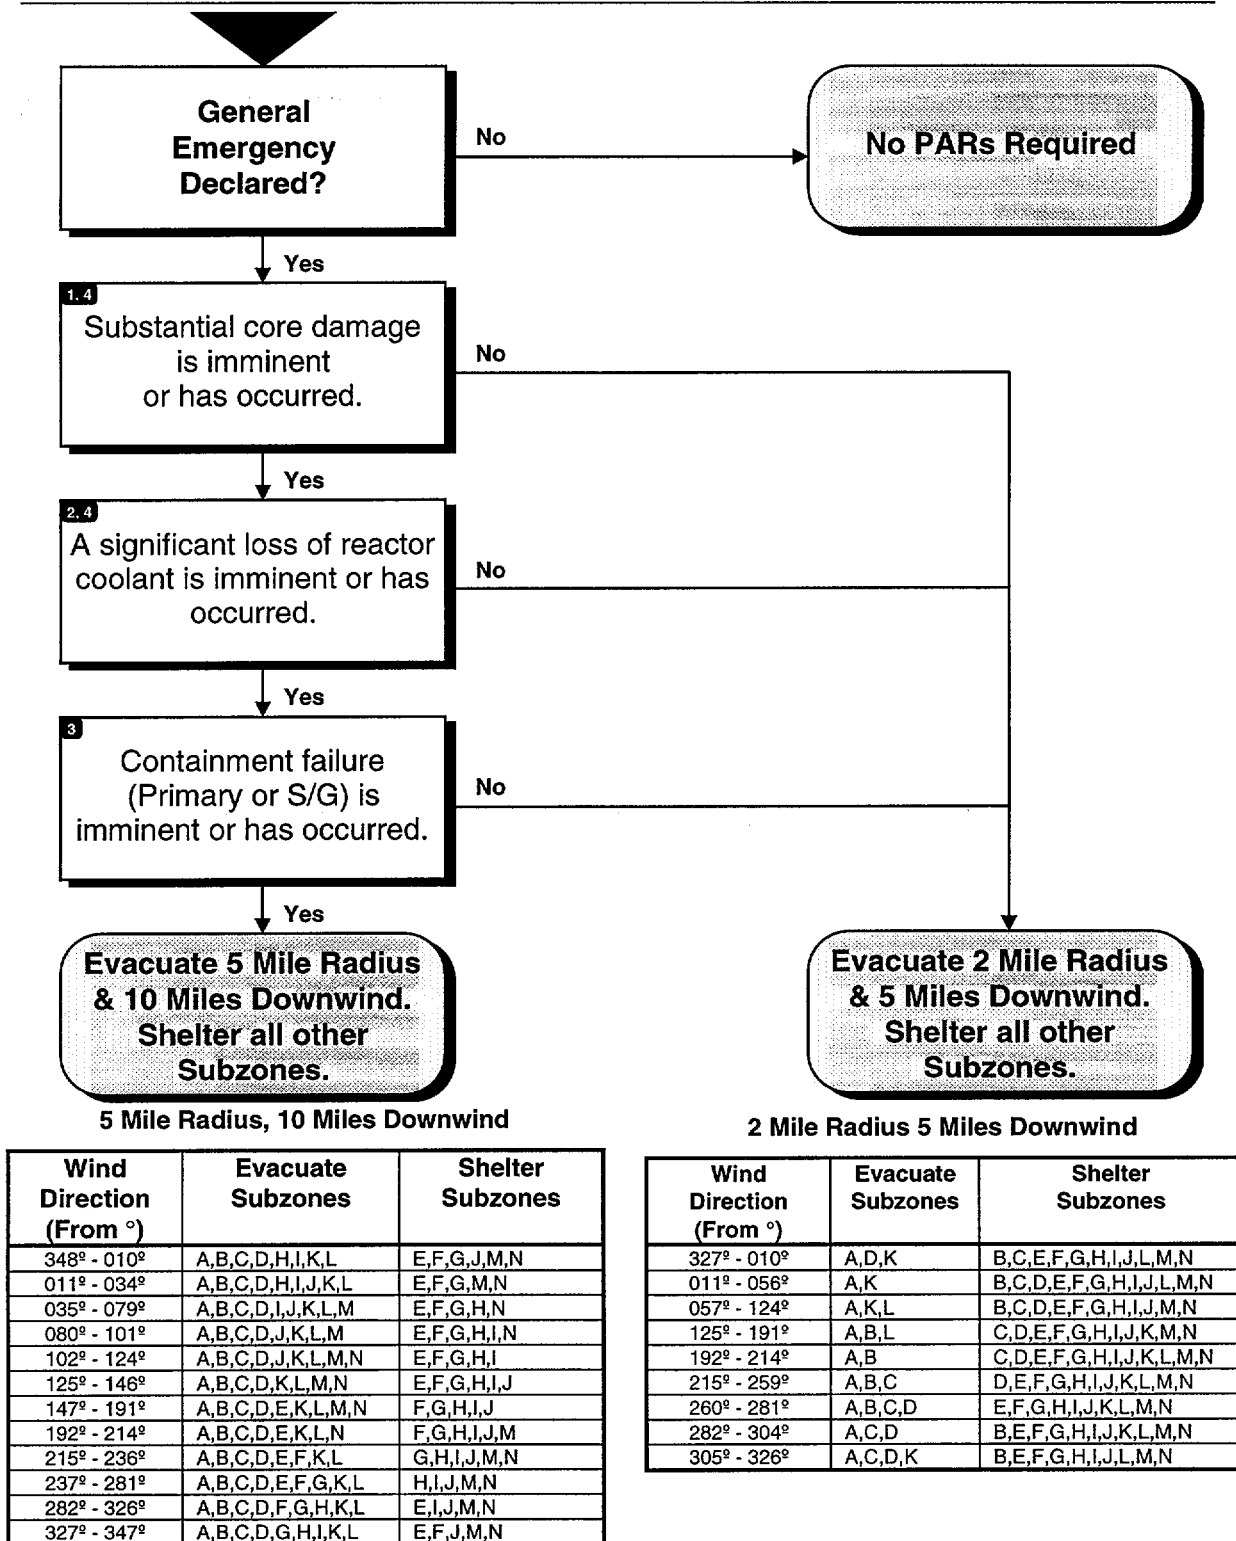 General
Emergency
Declared?
No
No PARs Required
Yes
1. 4
Substantial core damage
is imminent
or has occurred.
No
Yes
2. 4
A significant loss of reactor
coolant is imminent or has
occurred.
No
Yes
3
Containment failure
(Primary or S/G) is
imminent or has occurred.
No
Yes
Evacuate 5 Mile Radius
& 10 Miles Downwind.
Shelter all other
Subzones.
Evacuate 2 Mile Radius
& 5 Miles Downwind.
Shelter all other
Subzones.
5 Mile Radius, 10 Miles Downwind
Wind Direction (From °) Evacuate Subzones Shelter Subzones
348º - 010º A,B,C,D,H,I,K,L E,F,G,J,M,N
011º - 034º A,B,C,D,H,I,J,K,L E,F,G,M,N
035º - 079º A,B,C,D,I,J,K,L,M E,F,G,H,N
080º - 101º A,B,C,D,J,K,L,M E,F,G,H,I,N
102º - 124º A,B,C,D,J,K,L,M,N E,F,G,H,I
125º - 146º A,B,C,D,K,L,M,N E,F,G,H,I,J
147º - 191º A,B,C,D,E,K,L,M,N F,G,H,I,J
192º - 214º A,B,C,D,E,K,L,N F,G,H,I,J,M
215º - 236º A,B,C,D,E,F,K,L G,H,I,J,M,N
237º - 281º A,B,C,D,E,F,G,K,L H,I,J,M,N
282º - 326º A,B,C,D,F,G,H,K,L E,I,J,M,N
327º - 347º A,B,C,D,G,H,I,K,L E,F,J,M,N
2 Mile Radius 5 Miles Downwind
Wind Direction (From °) Evacuate Subzones Shelter Subzones
327º - 010º A,D,K B,C,E,F,G,H,I,J,L,M,N
011º - 056º A,K B,C,D,E,F,G,H,I,J,L,M,N
057º - 124º A,K,L B,C,D,E,F,G,H,I,J,M,N
125º - 191º A,B,L C,D,E,F,G,H,I,J,K,M,N
192º - 214º A,B C,D,E,F,G,H,I,J,K,L,M,N
215º - 259º A,B,C D,E,F,G,H,I,J,K,L,M,N
260º - 281º A,B,C,D E,F,G,H,I,J,K,L,M,N
282º - 304º A,C,D B,E,F,G,H,I,J,K,L,M,N
305º - 326º A,C,D,K B,E,F,G,H,I,J,L,M,N